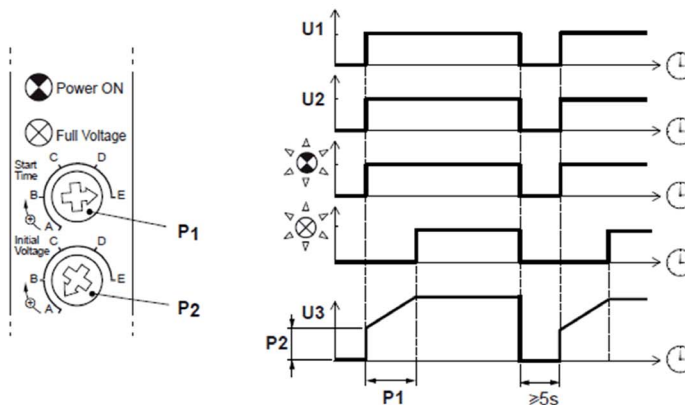 Power ON
Full Voltage
Start
Time
A
B
C
D
E
P1
Initial
Voltage
A
B
C
D
E
P2
U1
U2
U3
P2
P1
≥5s